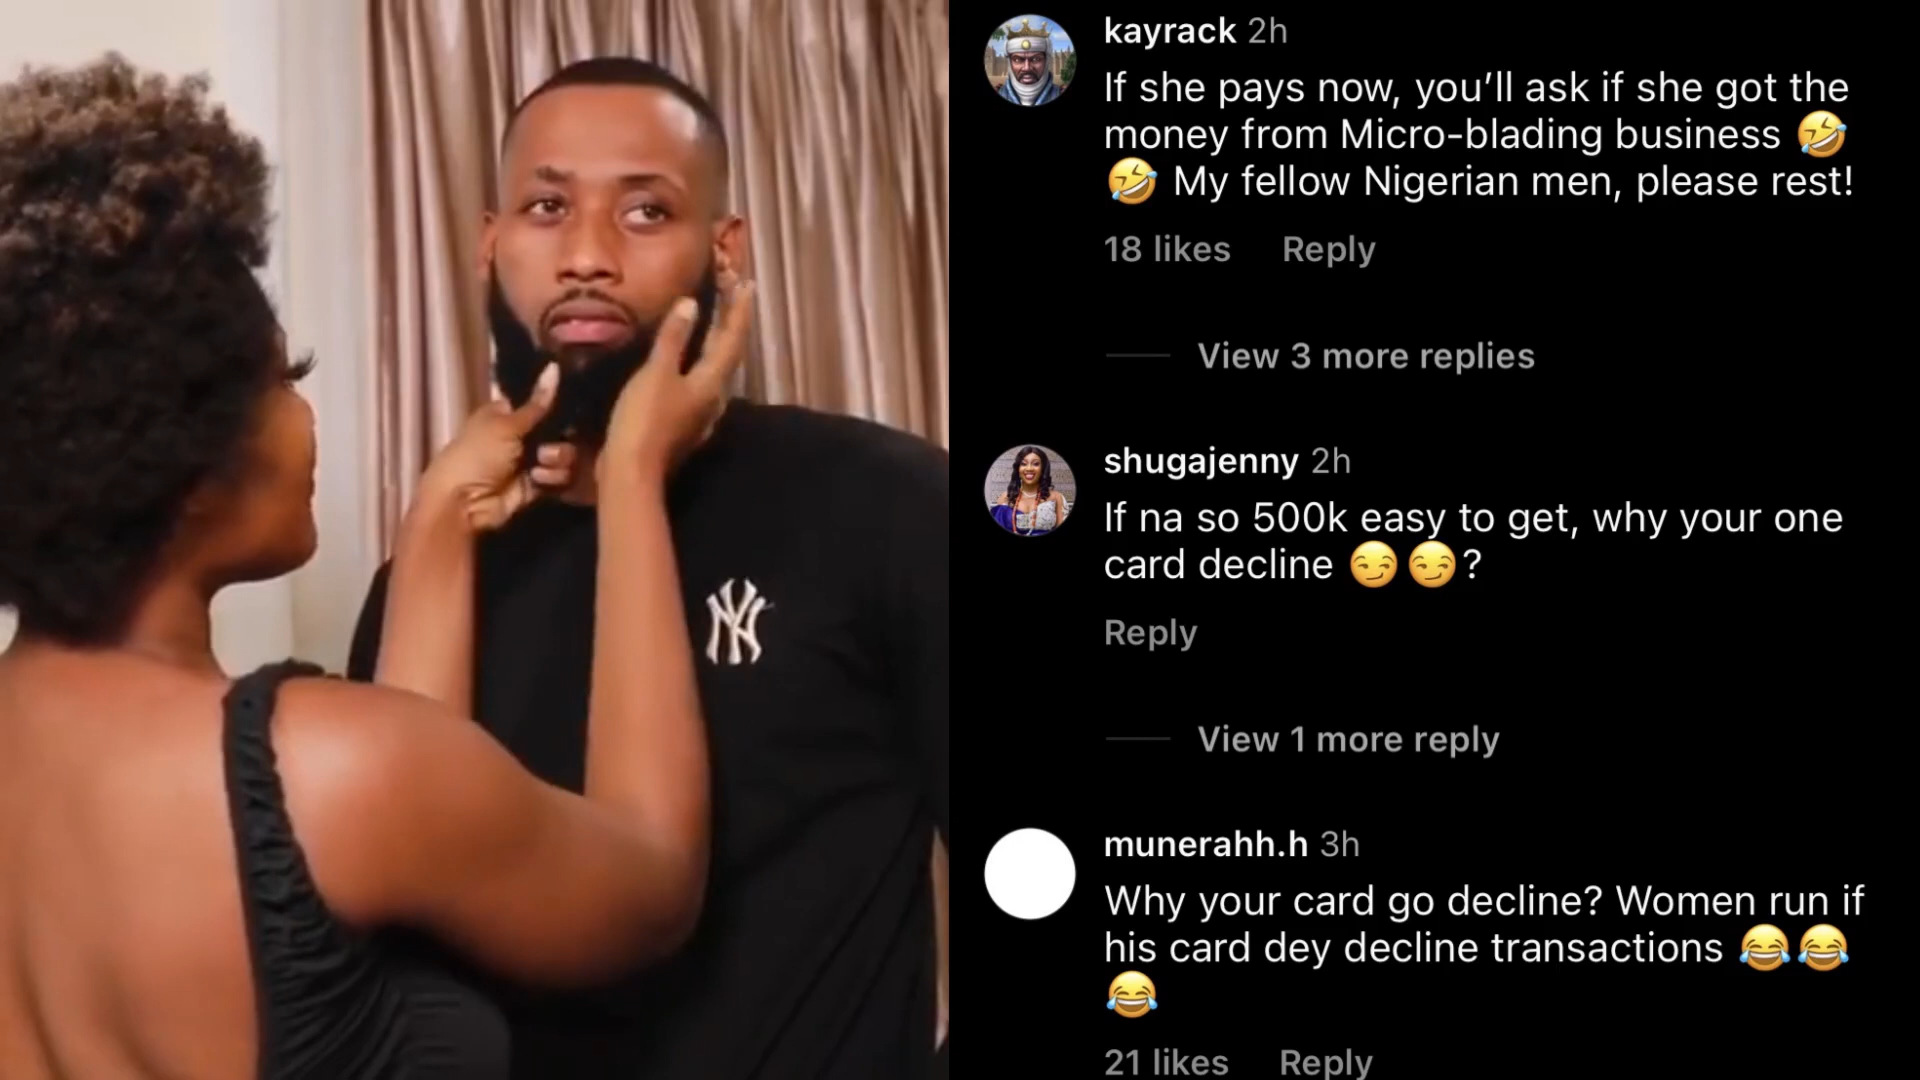 NY
kayrack 2h
If she pays now, you’ll ask if she got the
money from Micro-blading business 🤣
🤣 My fellow Nigerian men, please rest!
18 likes Reply
View 3 more replies
shugajenny 2h
If na so 500k easy to get, why your one
card decline 😏😏?
Reply
View 1 more reply
munerahh.h 3h
Why your card go decline? Women run if
his card dey decline transactions 😂😂
😂
21 likes Reply